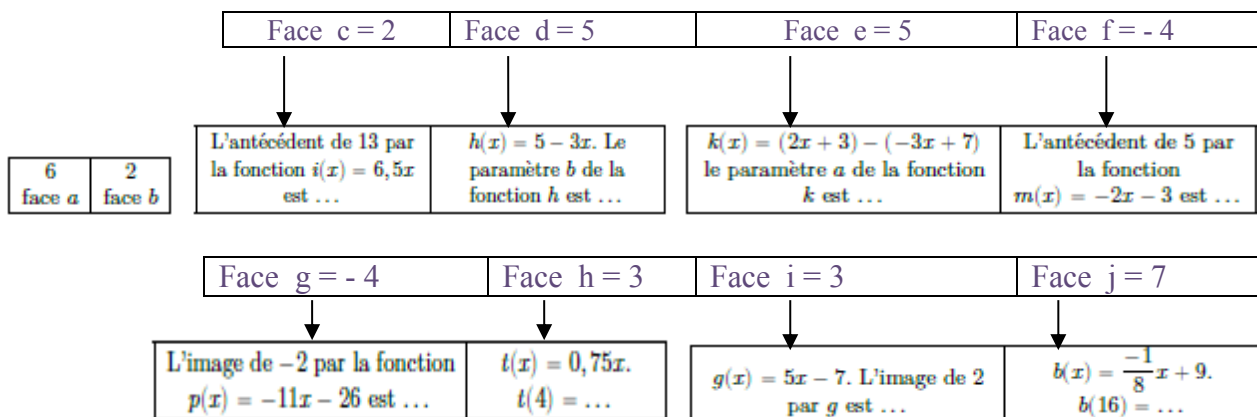 Face c = 2
Face d = 5
Face e = 5
Face f = - 4
6
face a
2
face b
L'antécédent de 13 par
la fonction i(x) = 6,5x
est ...
h(x) = 5 − 3x. Le
paramètre b de la
fonction h est ...
k(x) = (2x + 3) − (−3x + 7)
le paramètre a de la fonction
k est ...
L'antécédent de 5 par
la fonction
m(x) = −2x − 3 est ...
Face g = - 4
Face h = 3
Face i = 3
Face j = 7
L'image de −2 par la fonction
p(x) = −11x − 26 est ...
t(x) = 0,75x.
t(4) = ...
g(x) = 5x − 7. L'image de 2
par g est ...
b(x) = −1/8 x + 9.
b(16) = ...